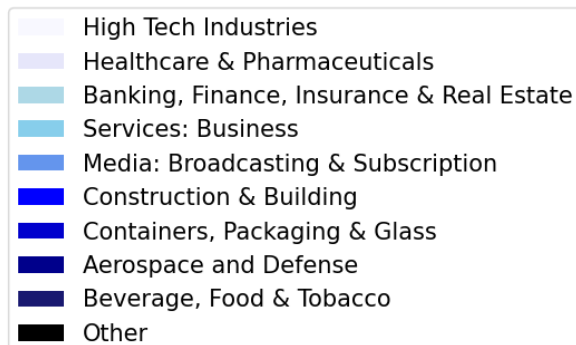 High Tech Industries
Healthcare & Pharmaceuticals
Banking, Finance, Insurance & Real Estate
Services: Business
Media: Broadcasting & Subscription
Construction & Building
Containers, Packaging & Glass
Aerospace and Defense
Beverage, Food & Tobacco
Other